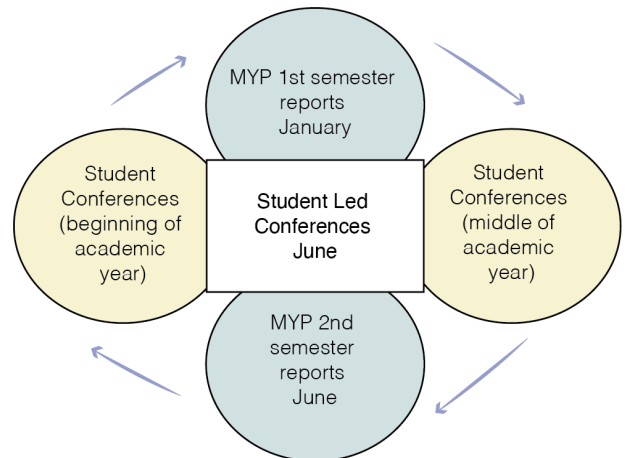 MYP 1st semester
reports
January
Student
Conferences
(beginning of
academic
year)
Student Led
Conferences
June
Student
Conferences
(middle of
academic
year)
MYP 2nd
semester
reports
June